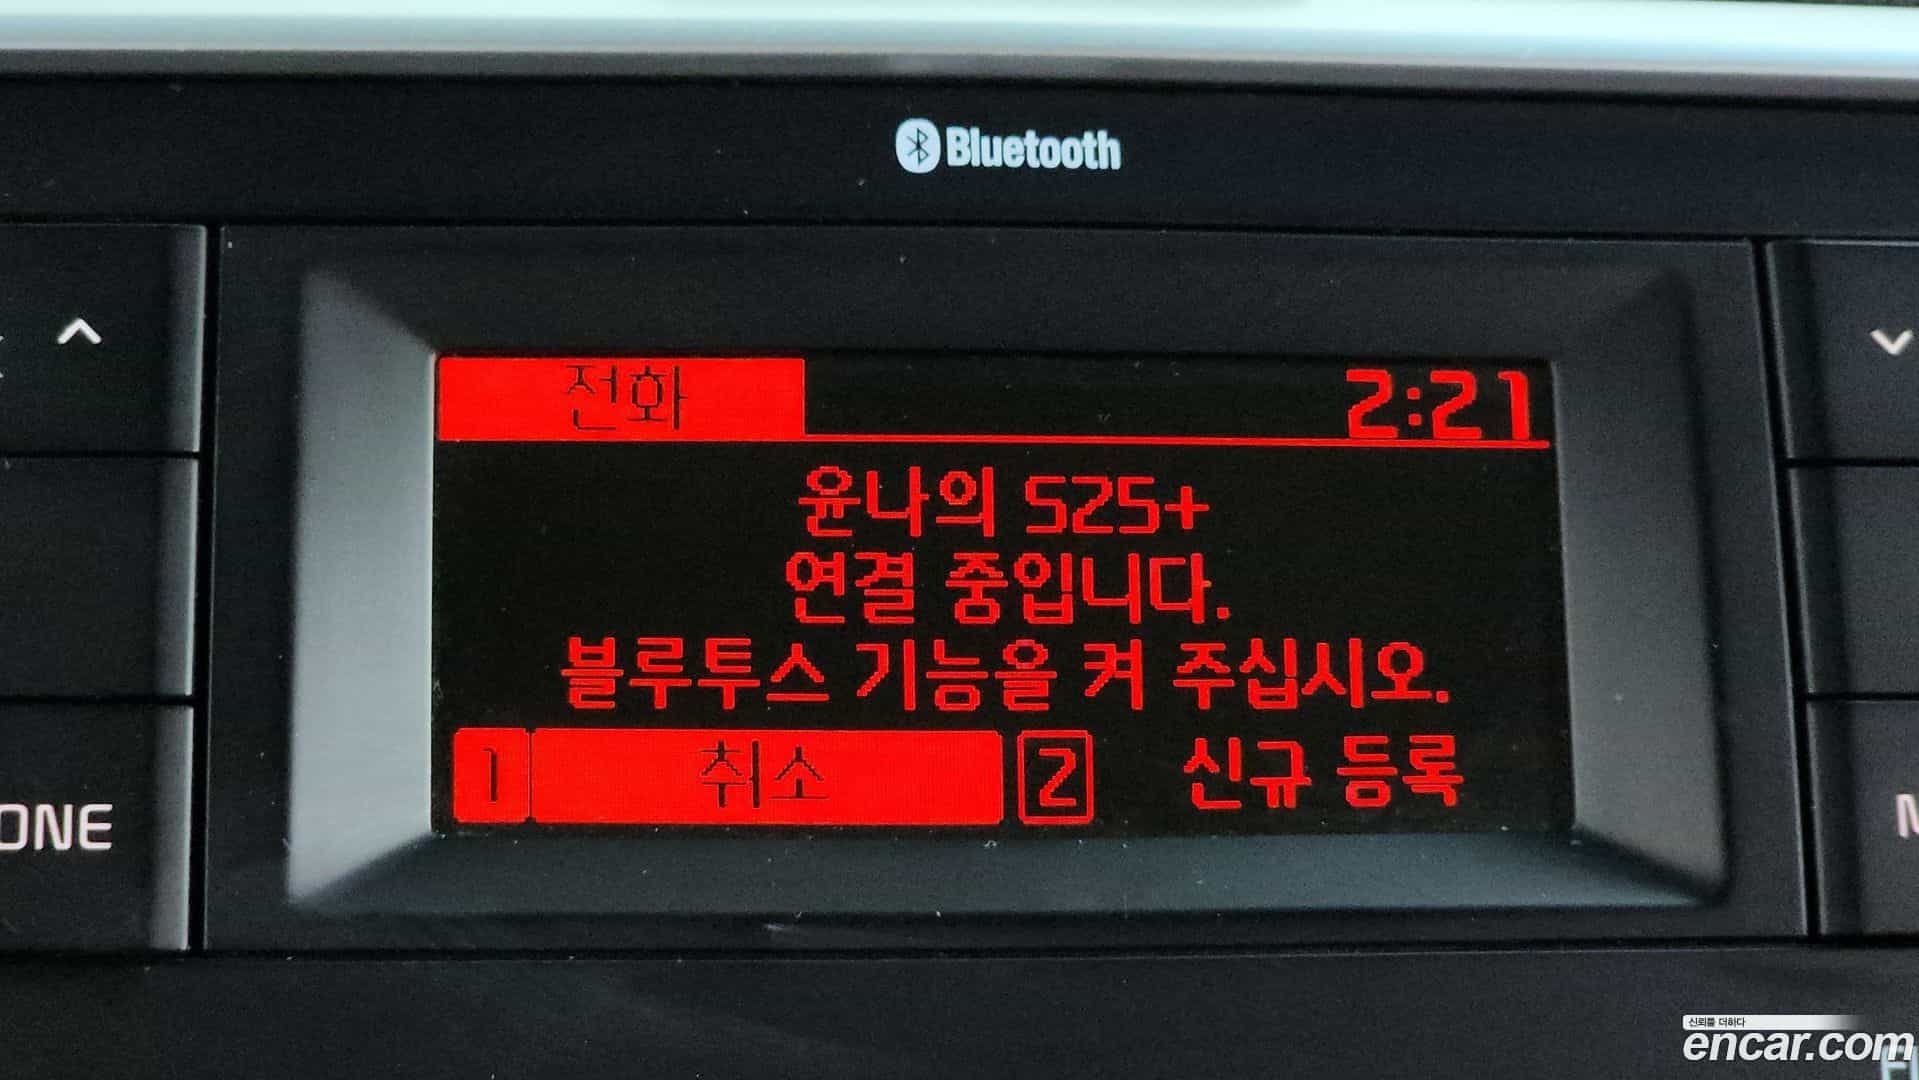 Bluetooth
전화
2:21
윤나의 S25+
연결 중입니다.
블루투스 기능을 켜 주십시오.
1 취소 2 신규 등록
ONE
신뢰를 더하다
encar.com